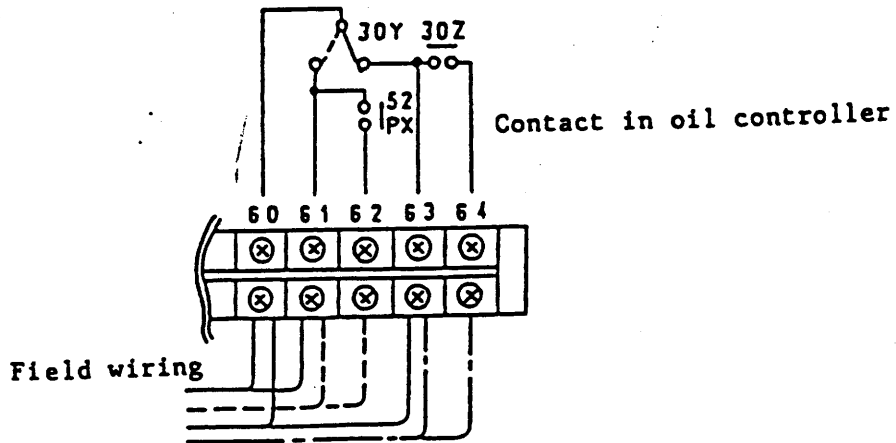 30Y 30Z
52
PX
Contact in oil controller
60 61 62 63 64
Field wiring